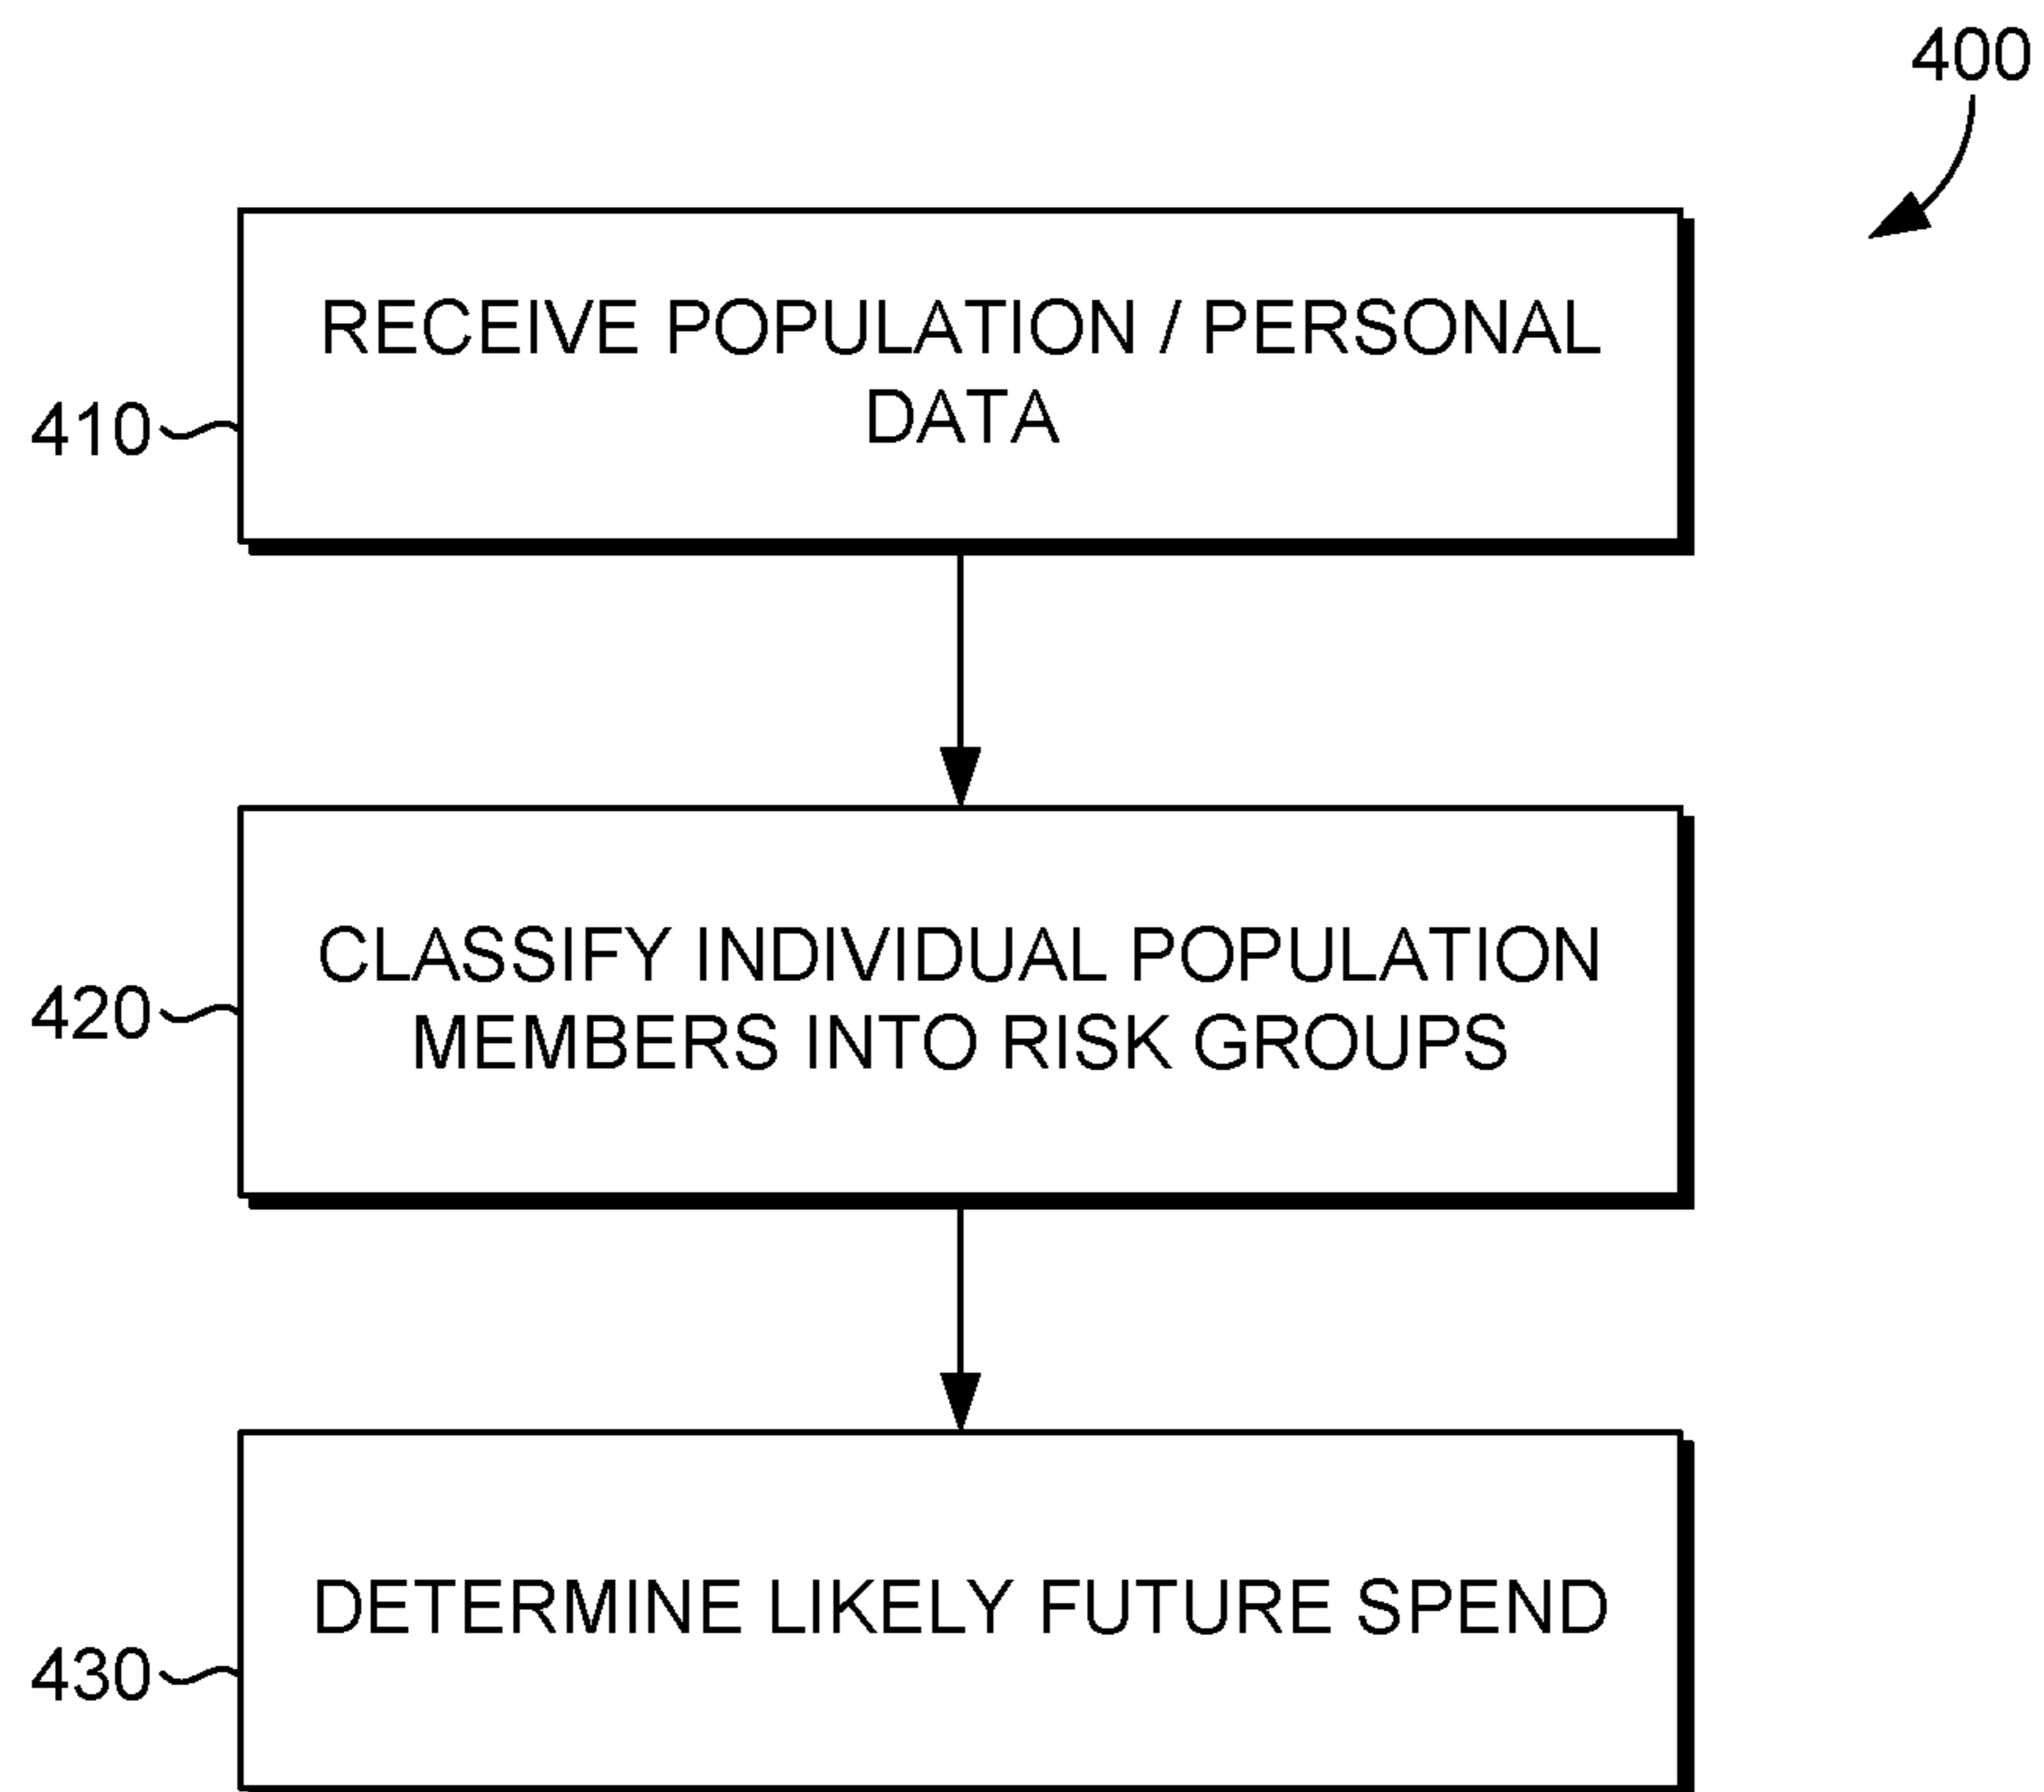 400
RECEIVE POPULATION / PERSONAL
DATA
410
CLASSIFY INDIVIDUAL POPULATION
MEMBERS INTO RISK GROUPS
420
DETERMINE LIKELY FUTURE SPEND
430